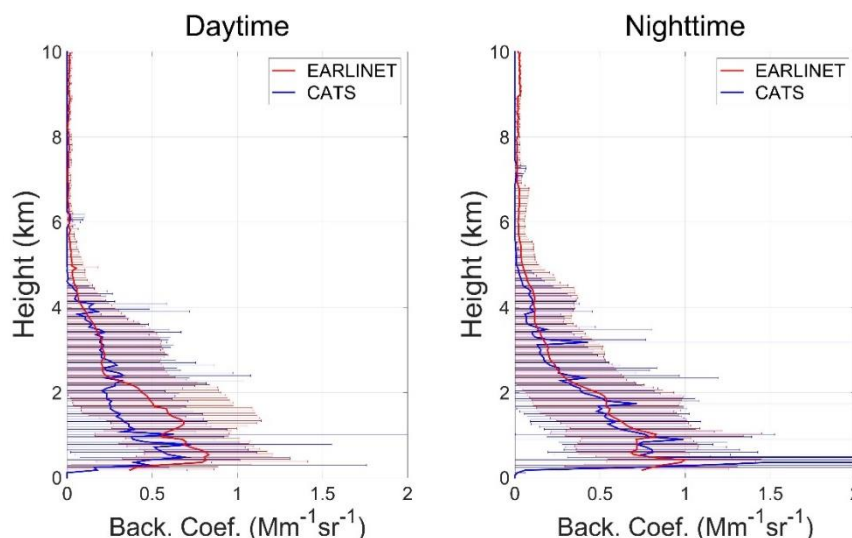 Daytime
10
8
6
4
2
0
Height (km)
EARLINET
CATS
0 0.5 1 1.5 2
Back. Coef. (Mm⁻¹sr⁻¹)
Nighttime
10
8
6
4
2
0
Height (km)
EARLINET
CATS
0 0.5 1 1.5 2
Back. Coef. (Mm⁻¹sr⁻¹)